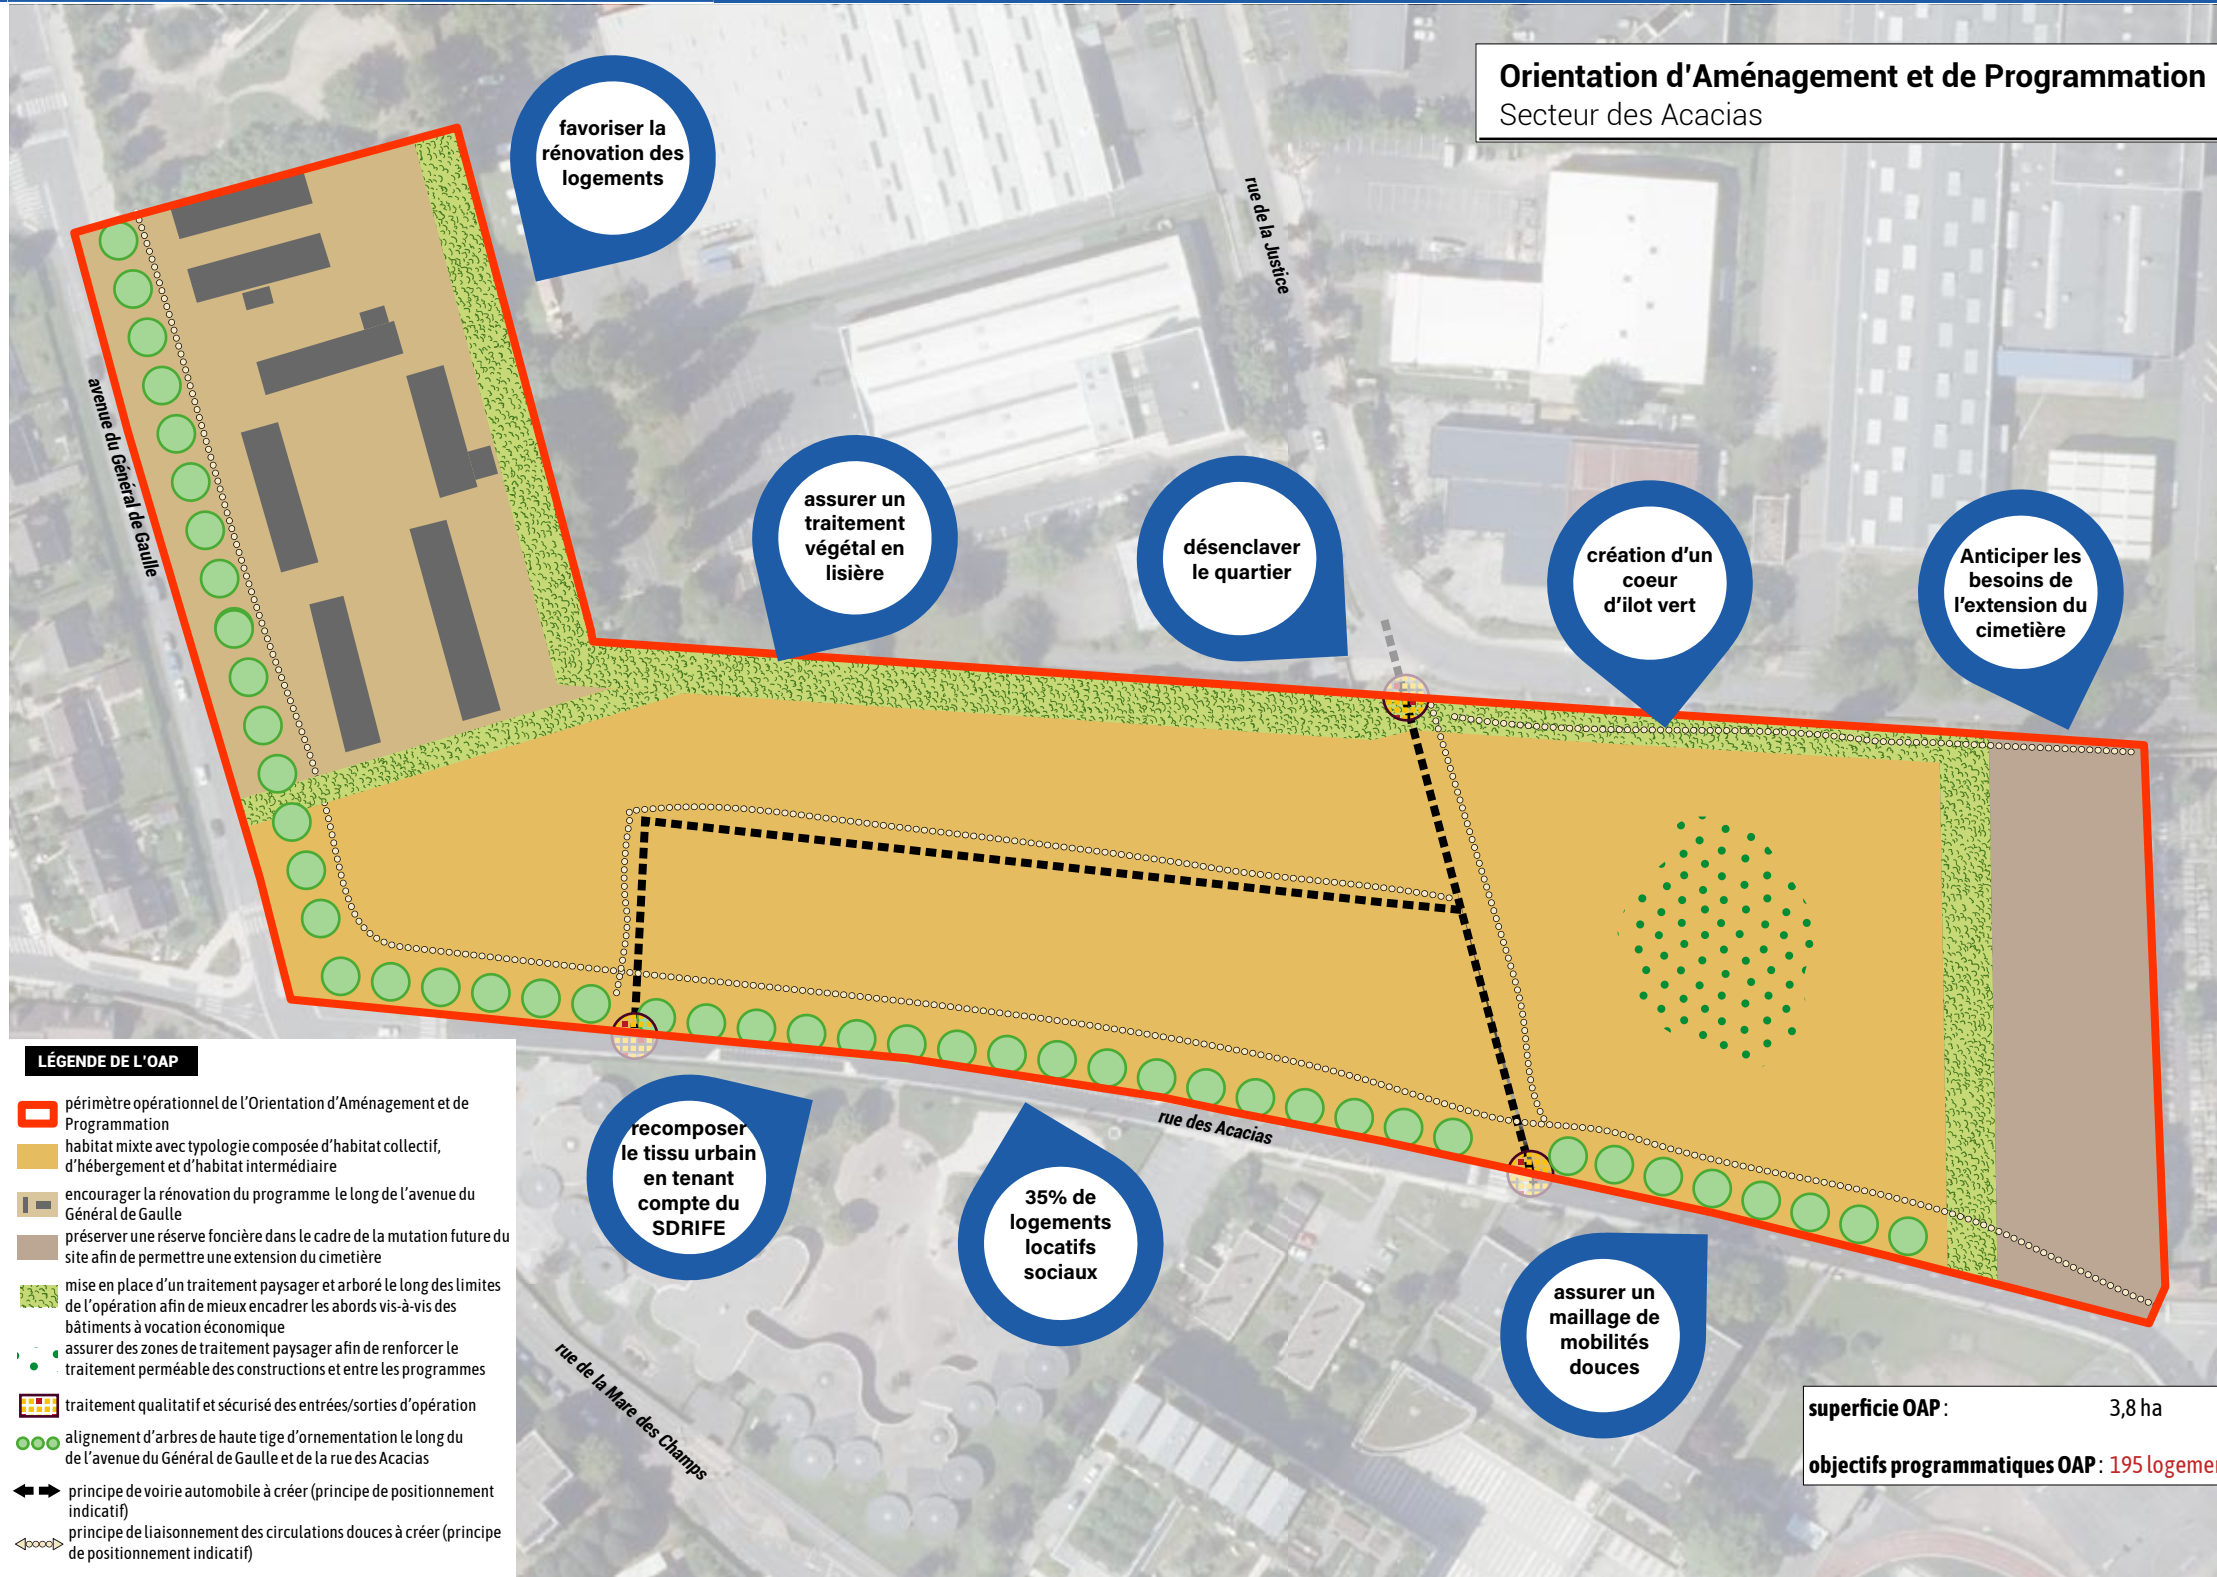 Orientation d'Aménagement et de Programmation
Secteur des Acacias
favoriser la
rénovation des
logements
rue de la Justice
avenue du Général de Gaulle
assurer un
traitement
végétal en
lisière
désenclaver
le quartier
création d'un
coeur
d'ilot vert
Anticiper les
besoins de
l'extension du
cimetière
recomposer
le tissu urbain
en tenant
compte du
SDRIFE
35% de
logements
locatifs
sociaux
rue des Acacias
assurer un
maillage de
mobilités
douces
rue de la Mare des Champs
LÉGENDE DE L'OAP
périmètre opérationnel de l'Orientation d'Aménagement et de
Programmation
habitat mixte avec typologie composée d'habitat collectif,
d'hébergement et d'habitat intermédiaire
encourager la rénovation du programme le long de l'avenue du
Général de Gaulle
préserver une réserve foncière dans le cadre de la mutation future du
site afin de permettre une extension du cimetière
mise en place d'un traitement paysager et arboré le long des limites
de l'opération afin de mieux encadrer les abords vis-à-vis des
bâtiments à vocation économique
assurer des zones de traitement paysager afin de renforcer le
traitement perméable des constructions et entre les programmes
traitement qualitatif et sécurisé des entrées/sorties d'opération
alignement d'arbres de haute tige d'ornementation le long du
de l'avenue du Général de Gaulle et de la rue des Acacias
principe de voirie automobile à créer (principe de positionnement
indicatif)
principe de liaisonnement des circulations douces à créer (principe
de positionnement indicatif)
superficie OAP : 3,8 ha
objectifs programmatiques OAP : 195